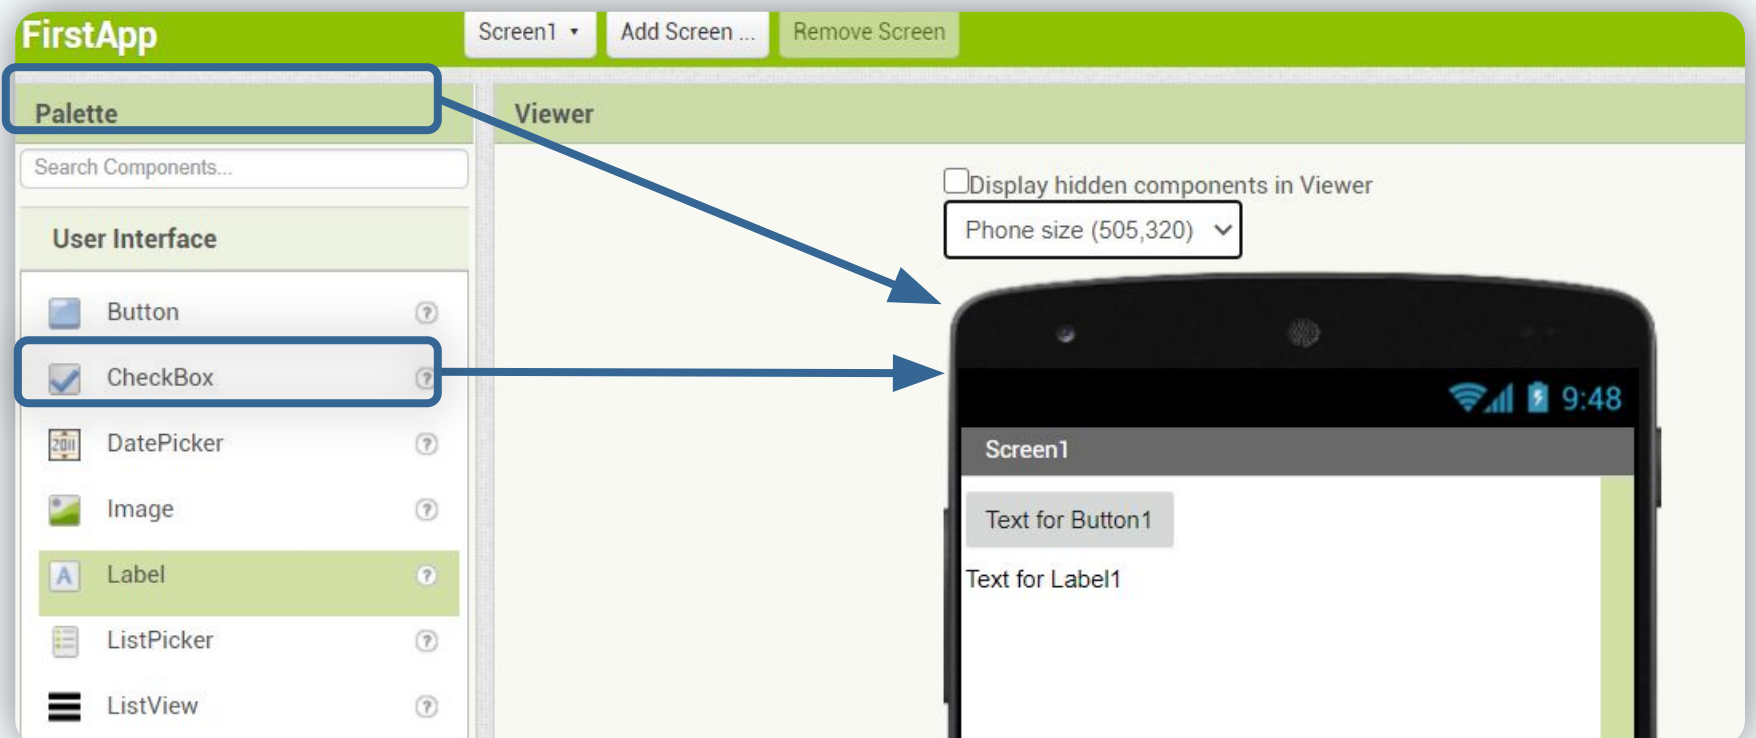 FirstApp
Screen1 ▾
Add Screen ...
Remove Screen
Palette
Viewer
Search Components...
User Interface
Button
CheckBox
DatePicker
Image
Label
ListPicker
ListView
Display hidden components in Viewer
Phone size (505,320)
9:48
Screen1
Text for Button1
Text for Label1